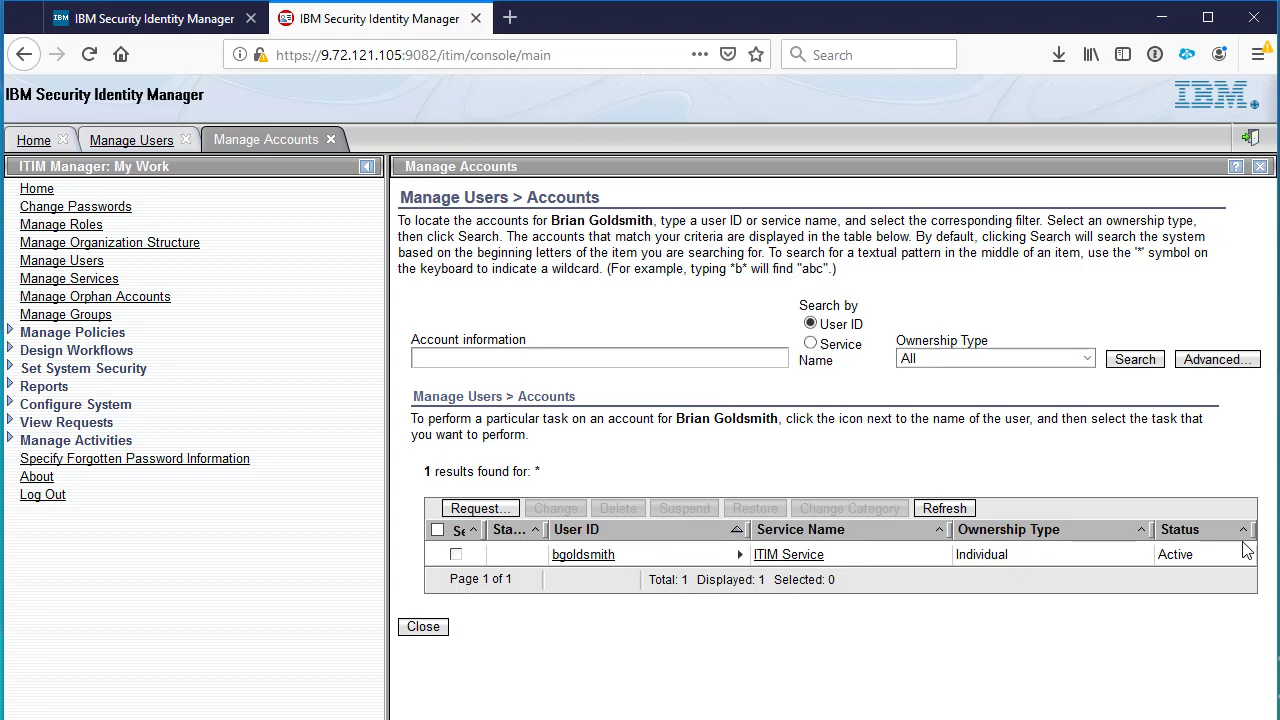 IBM IBM Security Identity Manager
IBM Security Identity Manager
https://9.72.121.105:9082/itim/console/main
Search
IBM Security Identity Manager
IBM
Home
Manage Users
Manage Accounts
ITIM Manager: My Work
Home
Change Passwords
Manage Roles
Manage Organization Structure
Manage Users
Manage Services
Manage Orphan Accounts
Manage Groups
Manage Policies
Design Workflows
Set System Security
Reports
Configure System
View Requests
Manage Activities
Specify Forgotten Password Information
About
Log Out
Manage Accounts
?
Manage Users > Accounts
To locate the accounts for Brian Goldsmith, type a user ID or service name, and select the corresponding filter. Select an ownership type,
then click Search. The accounts that match your criteria are displayed in the table below. By default, clicking Search will search the system
based on the beginning letters of the item you are searching for. To search for a textual pattern in the middle of an item, use the '*' symbol on
the keyboard to indicate a wildcard. (For example, typing *b* will find "abc".)
Account information
Search by
User ID
Service
Name
Ownership Type
All
Search
Advanced...
Manage Users > Accounts
To perform a particular task on an account for Brian Goldsmith, click the icon next to the name of the user, and then select the task that
you want to perform.
1 results found for: *
Request... Change Delete Suspend Restore Change Category Refresh
Se Sta... User ID Service Name Ownership Type Status
bgoldsmith ITIM Service Individual Active
Page 1 of 1 Total: 1 Displayed: 1 Selected: 0
Close